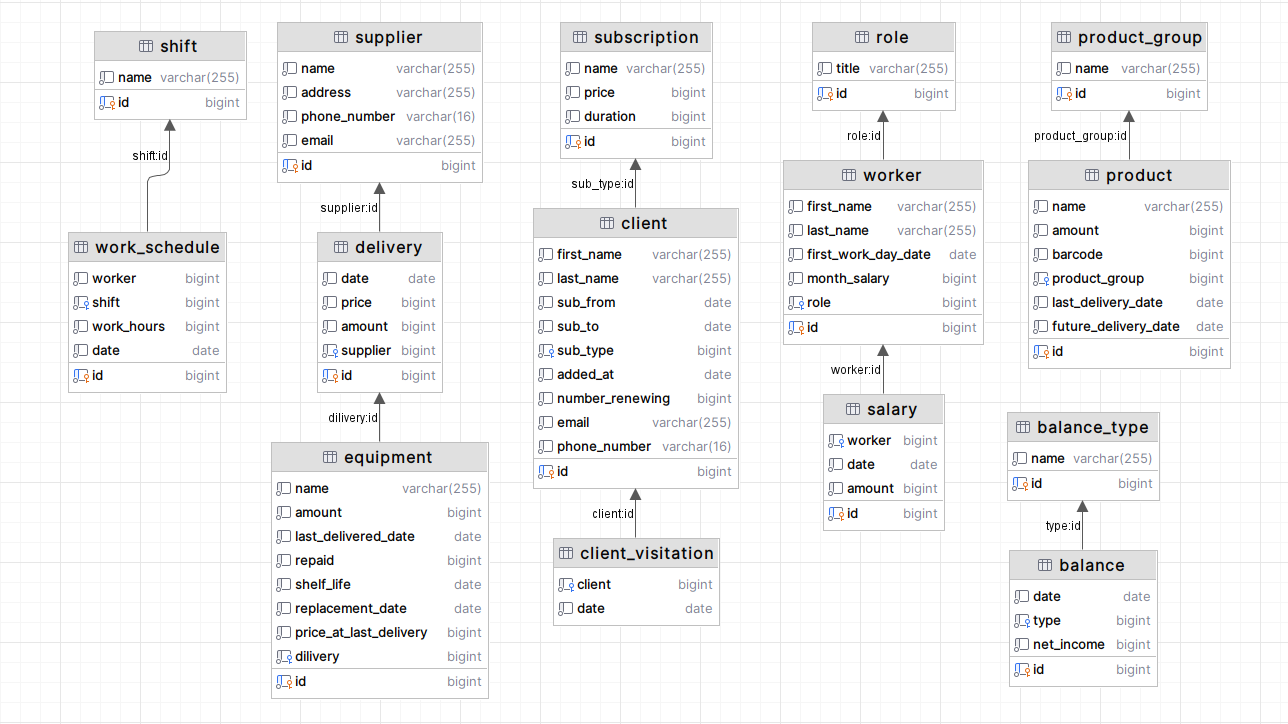 shift
name varchar(255)
id bigint
shift:id
work_schedule
worker bigint
shift bigint
work_hours bigint
date date
id bigint
supplier
name varchar(255)
address varchar(255)
phone_number varchar(16)
email varchar(255)
id bigint
supplier:id
delivery
date date
price bigint
amount bigint
supplier bigint
id bigint
dilivery:id
equipment
name varchar(255)
amount bigint
last_delivered_date date
repaid bigint
shelf_life date
replacement_date date
price_at_last_delivery bigint
dilivery bigint
id bigint
subscription
name varchar(255)
price bigint
duration bigint
id bigint
sub_type:id
client
first_name varchar(255)
last_name varchar(255)
sub_from date
sub_to date
sub_type bigint
added_at date
number_renewing bigint
email varchar(255)
phone_number varchar(16)
id bigint
client:id
client_visitation
client bigint
date date
role
title varchar(255)
id bigint
role:id
worker
first_name varchar(255)
last_name varchar(255)
first_work_day_date date
month_salary bigint
role bigint
id bigint
worker:id
salary
worker bigint
date date
amount bigint
id bigint
product_group
name varchar(255)
id bigint
product_group:id
product
name varchar(255)
amount bigint
barcode bigint
product_group bigint
last_delivery_date date
future_delivery_date date
id bigint
balance_type
name varchar(255)
id bigint
type:id
balance
date date
type bigint
net_income bigint
id bigint